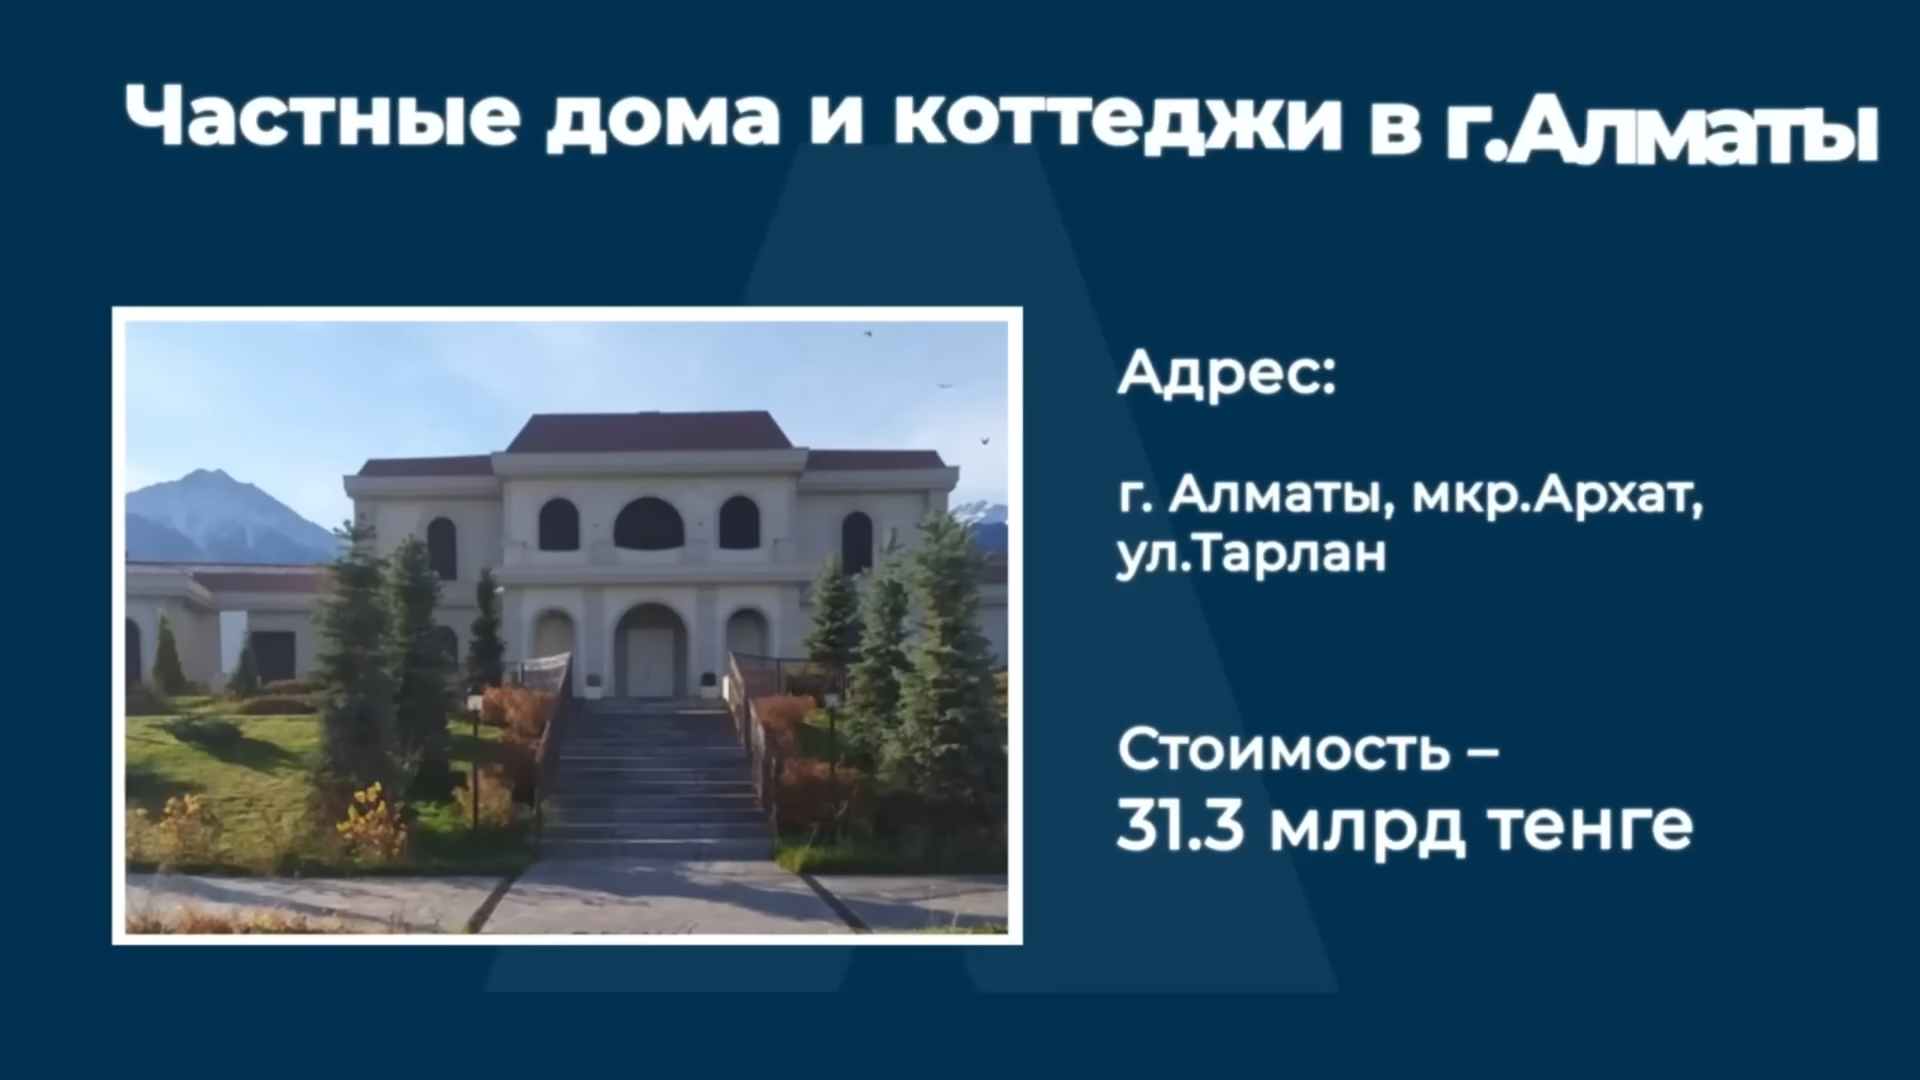 Частные дома и коттеджи в г.Алматы
Адрес:
г. Алматы, мкр.Архат,
ул.Тарлан
Стоимость –
31.3 млрд тенге